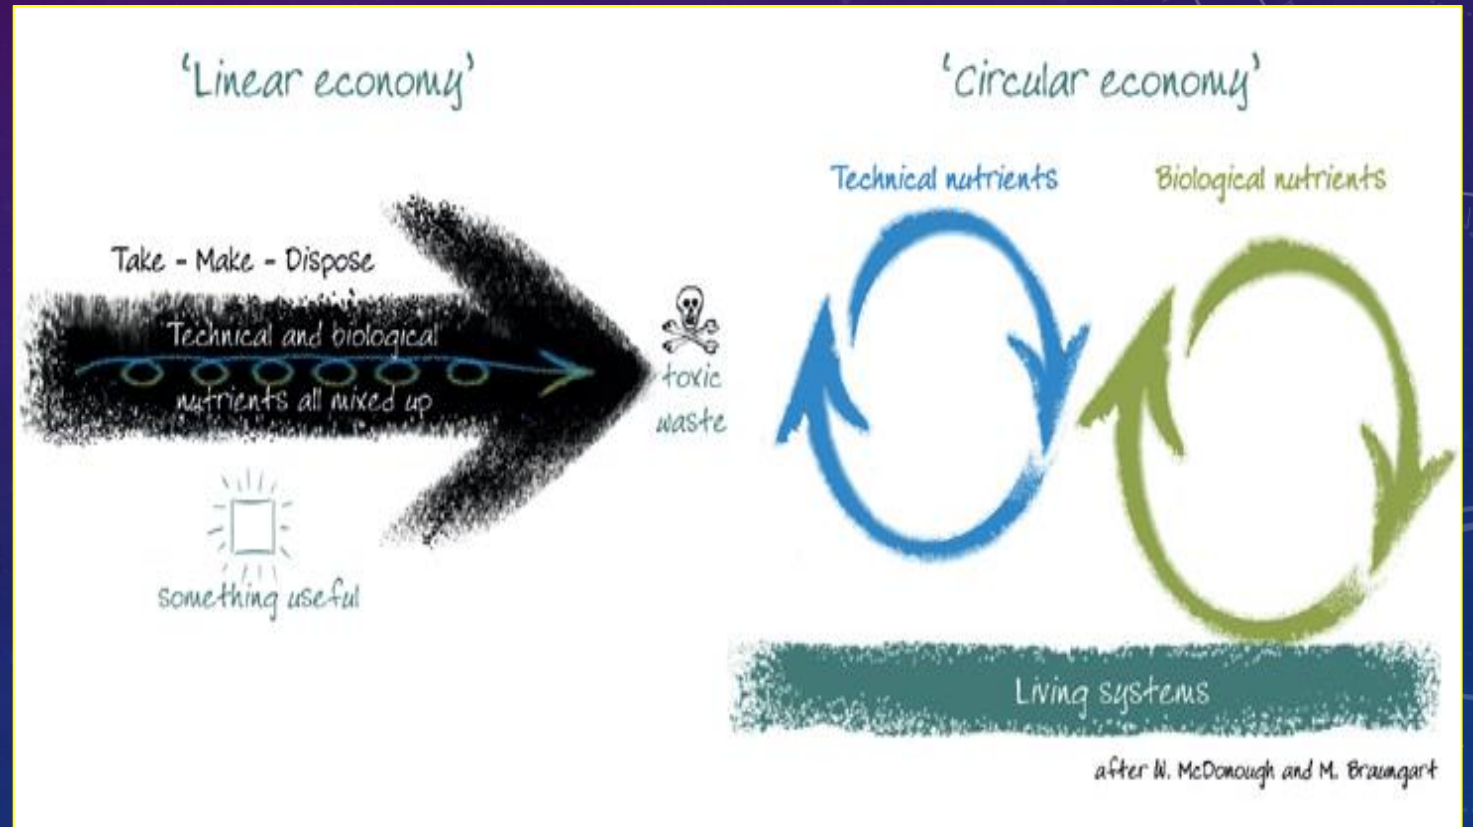 ‘Linear economy’
Take - Make - Dispose
Technical and biological
nutrients all mixed up
toxic
waste
something useful
‘Circular economy’
Technical nutrients
Biological nutrients
Living systems
after W. McDonough and M. Braungart